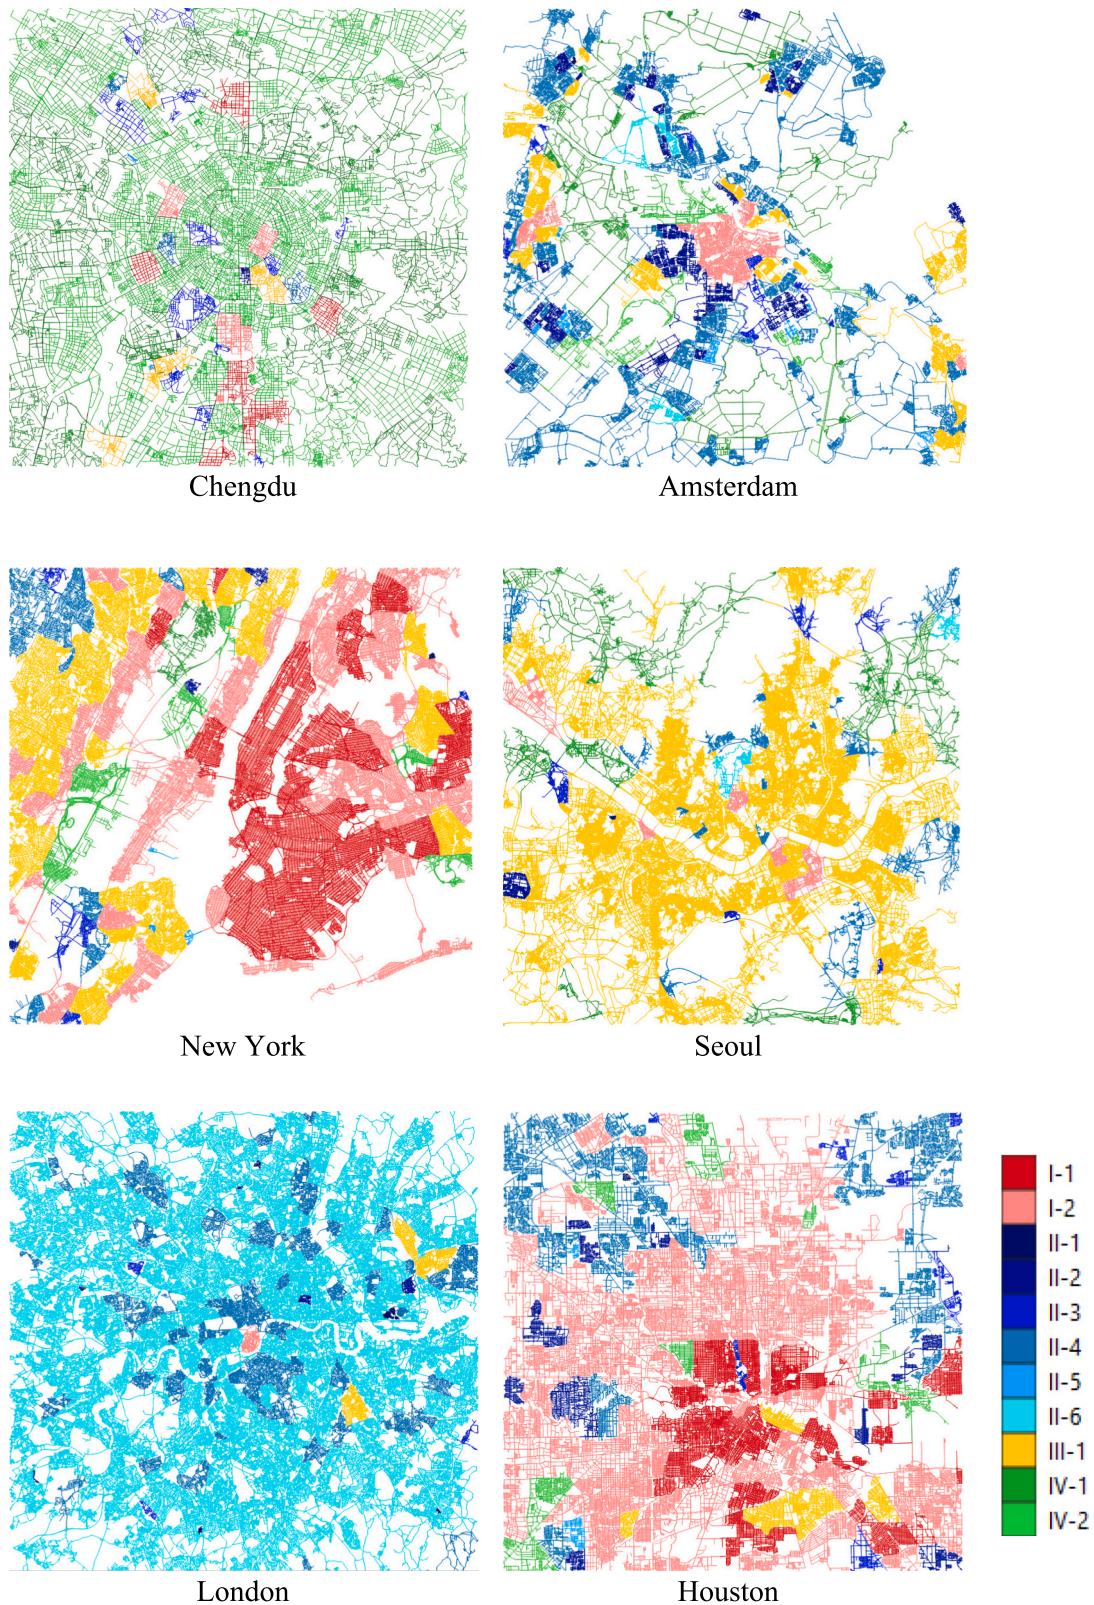 Chengdu
Amsterdam
New York
Seoul
London
Houston
I-1
I-2
II-1
II-2
II-3
II-4
II-5
II-6
III-1
IV-1
IV-2